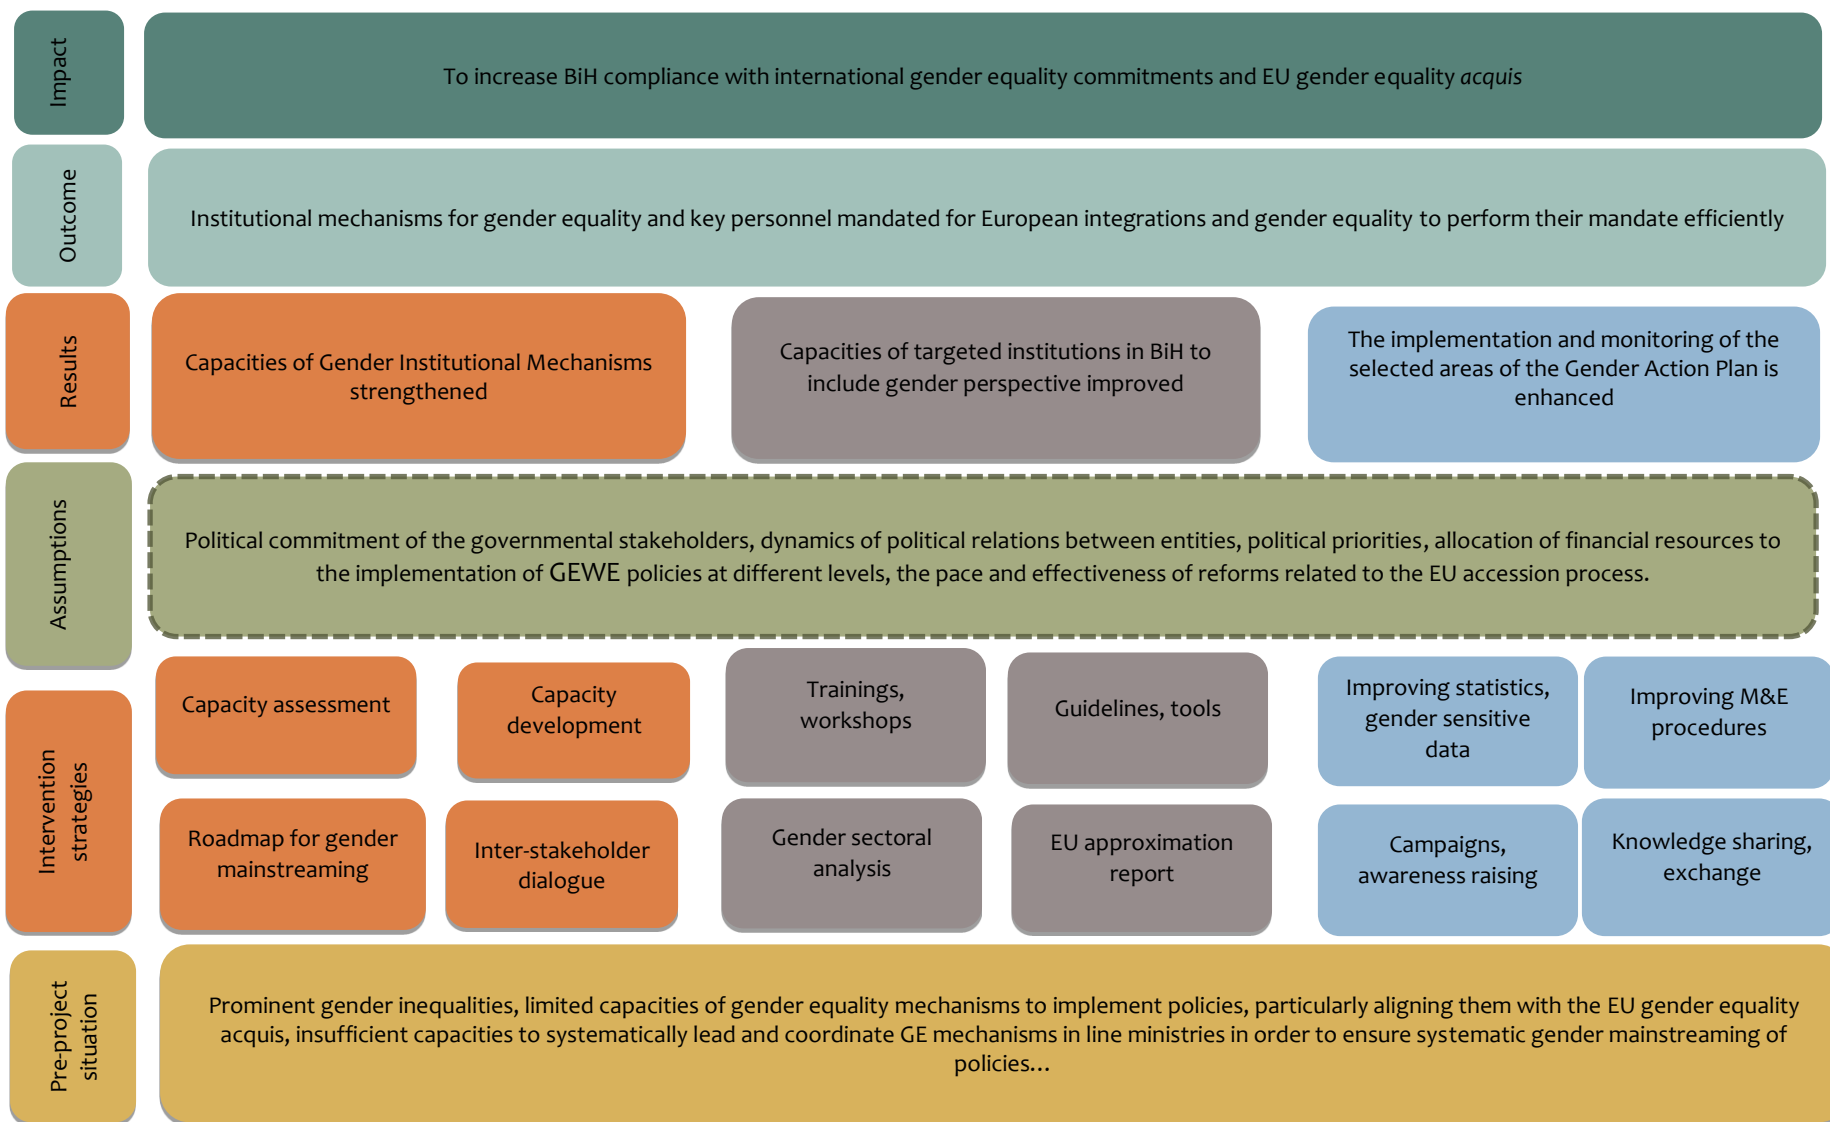 Impact
To increase BiH compliance with international gender equality commitments and EU gender equality acquis
Outcome
Institutional mechanisms for gender equality and key personnel mandated for European integrations and gender equality to perform their mandate efficiently
Results
Capacities of Gender Institutional Mechanisms
strengthened
Capacities of targeted institutions in BiH to
include gender perspective improved
The implementation and monitoring of the
selected areas of the Gender Action Plan is
enhanced
Assumptions
Political commitment of the governmental stakeholders, dynamics of political relations between entities, political priorities, allocation of financial resources to
the implementation of GEWE policies at different levels, the pace and effectiveness of reforms related to the EU accession process.
Intervention
strategies
Capacity assessment
Capacity
development
Trainings,
workshops
Guidelines, tools
Improving statistics,
gender sensitive
data
Improving M&E
procedures
Roadmap for gender
mainstreaming
Inter-stakeholder
dialogue
Gender sectoral
analysis
EU approximation
report
Campaigns,
awareness raising
Knowledge sharing,
exchange
Pre-project
situation
Prominent gender inequalities, limited capacities of gender equality mechanisms to implement policies, particularly aligning them with the EU gender equality
acquis, insufficient capacities to systematically lead and coordinate GE mechanisms in line ministries in order to ensure systematic gender mainstreaming of
policies...